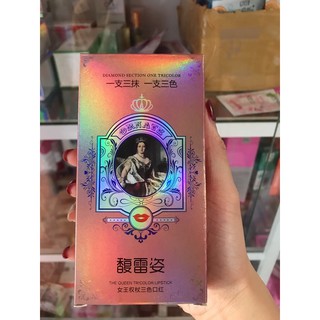 DIAMOND SECTION ONE TRICOLOR
一支三抹 一支三色
馥雷姿
THE QUEEN TRICOLOR LIPSTICK
女王权杖三色口红